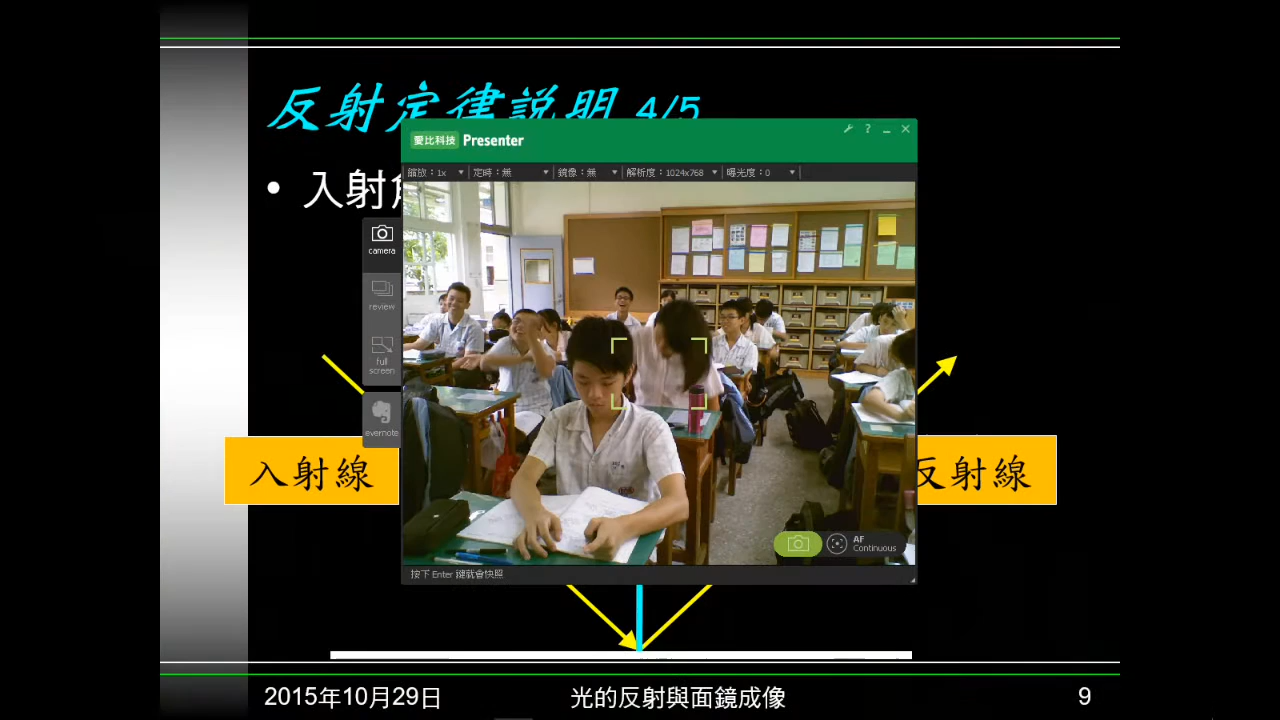 反射定律說明 4/5
愛比科技 Presenter
縮放：1x 定時：無 鏡像：無 解析度：1024x768 曝光度：0
• 入射
camera
review
full
screen
evernote
入射線
反射線
AF
Continuous
按下 Enter 鍵就會快照
2015年10月29日 光的反射與面鏡成像 9